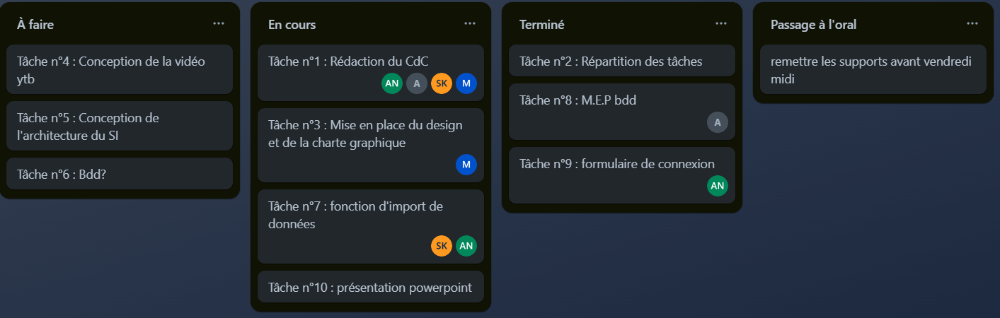 À faire
Tâche n°4 : Conception de la vidéo
ytb
Tâche n°5 : Conception de
l'architecture du SI
Tâche n°6 : Bdd?
En cours
Tâche n°1 : Rédaction du CdC
AN A SK M
Tâche n°3 : Mise en place du design
et de la charte graphique
M
Tâche n°7 : fonction d'import de
données
SK AN
Tâche n°10 : présentation powerpoint
Terminé
Tâche n°2 : Répartition des tâches
Tâche n°8 : M.E.P bdd
A
Tâche n°9 : formulaire de connexion
AN
Passage à l'oral
remettre les supports avant vendredi
midi